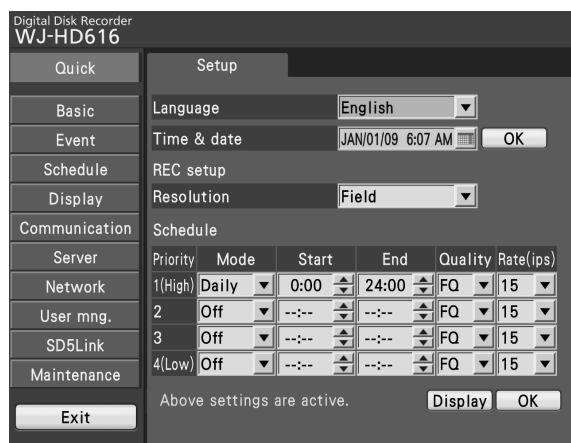 Digital Disk Recorder
WJ-HD616
Quick
Setup
Basic
Event
Schedule
Display
Communication
Server
Network
User mng.
SD5Link
Maintenance
Exit
Language English
Time & date JAN/01/09 6:07 AM OK
REC setup
Resolution Field
Schedule
Priority Mode Start End Quality Rate(ips)
1(High) Daily 0:00 24:00 FQ 15
2 Off --:-- --:-- FQ 15
3 Off --:-- --:-- FQ 15
4(Low) Off --:-- --:-- FQ 15
Above settings are active. Display OK